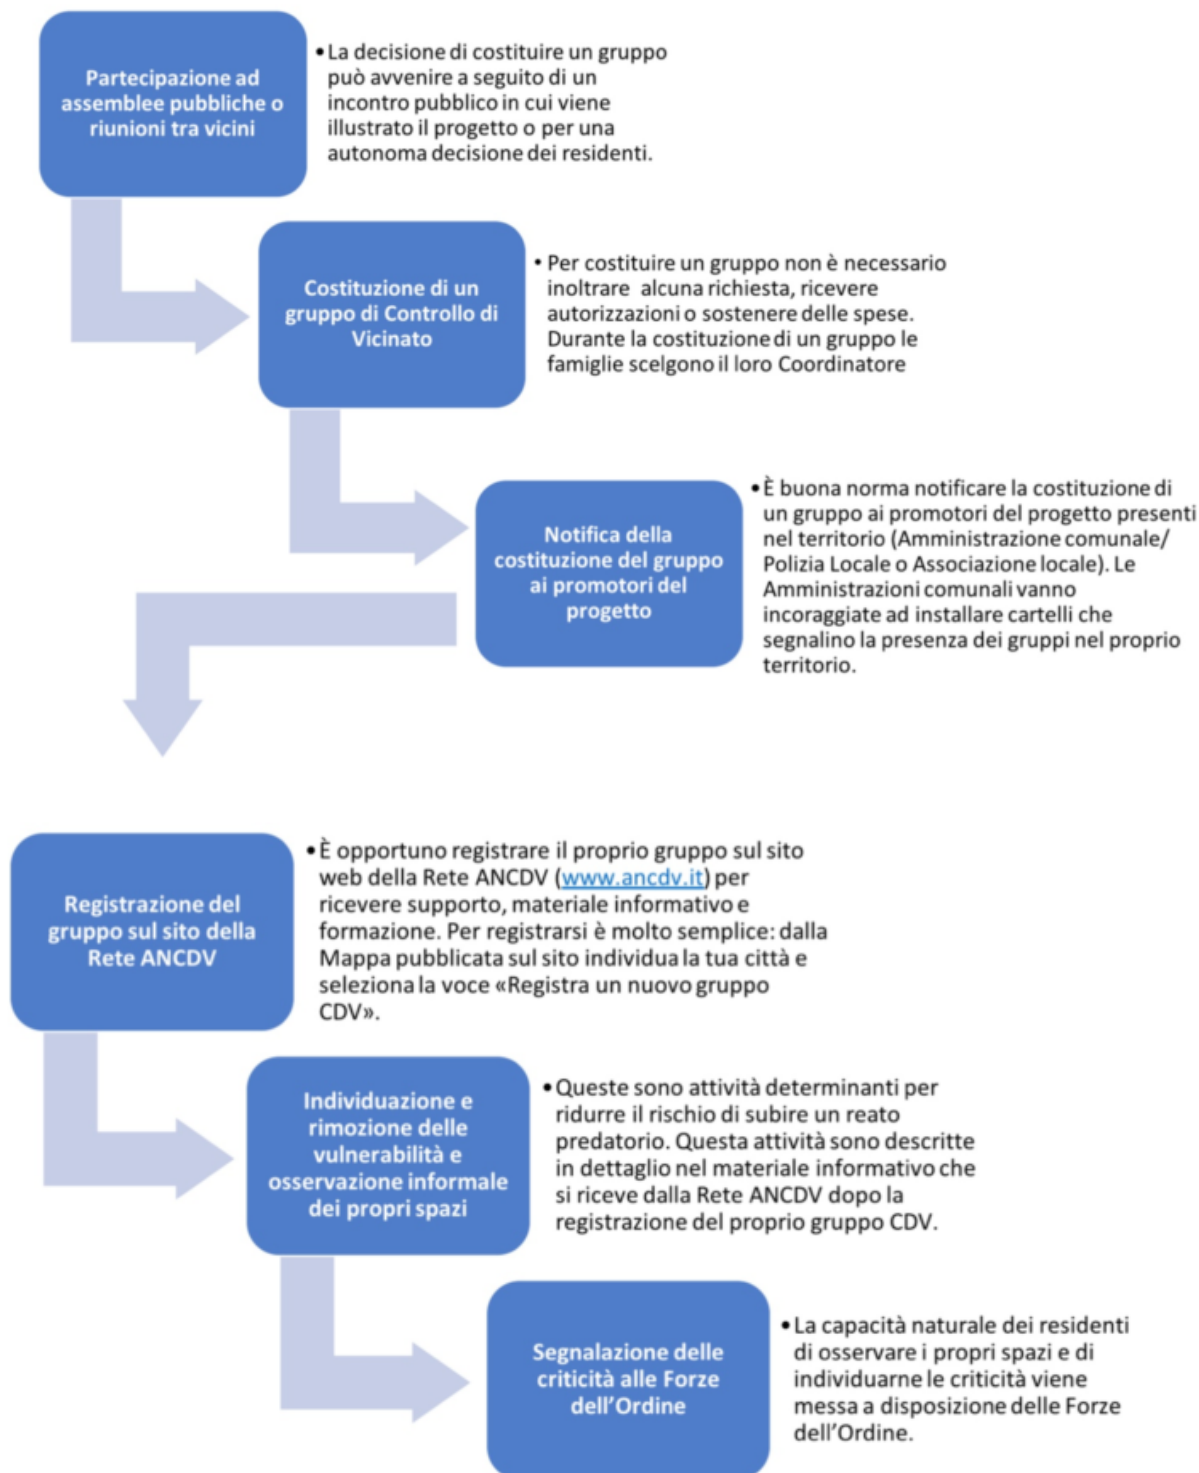 Partecipazione ad
assemblee pubbliche o
riunioni tra vicini
•La decisione di costituire un gruppo
può avvenire a seguito di un
incontro pubblico in cui viene
illustrato il progetto o per una
autonoma decisione dei residenti.
Costituzione di un
gruppo di Controllo di
Vicinato
• Per costituire un gruppo non è necessario
inoltrare alcuna richiesta, ricevere
autorizzazioni o sostenere delle spese.
Durante la costituzione di un gruppo le
famiglie scelgono il loro Coordinatore
Notifica della
costituzione del gruppo
ai promotori del
progetto
•È buona norma notificare la costituzione di
un gruppo ai promotori del progetto presenti
nel territorio (Amministrazione comunale/
Polizia Locale o Associazione locale). Le
Amministrazioni comunali vanno
incoraggiate ad installare cartelli che
segnalino la presenza dei gruppi nel proprio
territorio.
Registrazione del
gruppo sul sito della
Rete ANCDV
•È opportuno registrare il proprio gruppo sul sito
web della Rete ANCDV (www.ancdv.it) per
ricevere supporto, materiale informativo e
formazione. Per registrarsi è molto semplice: dalla
Mappa pubblicata sul sito individua la tua città e
seleziona la voce «Registra un nuovo gruppo
CDV».
Individuazione e
rimozione delle
vulnerabilità e
osservazione informale
dei propri spazi
•Queste sono attività determinanti per
ridurre il rischio di subire un reato
predatorio. Questa attività sono descritte
in dettaglio nel materiale informativo che
si riceve dalla Rete ANCDV dopo la
registrazione del proprio gruppo CDV.
Segnalazione delle
criticità alle Forze
dell'Ordine
•La capacità naturale dei residenti
di osservare i propri spazi e di
individuarne le criticità viene
messa a disposizione delle Forze
dell'Ordine.